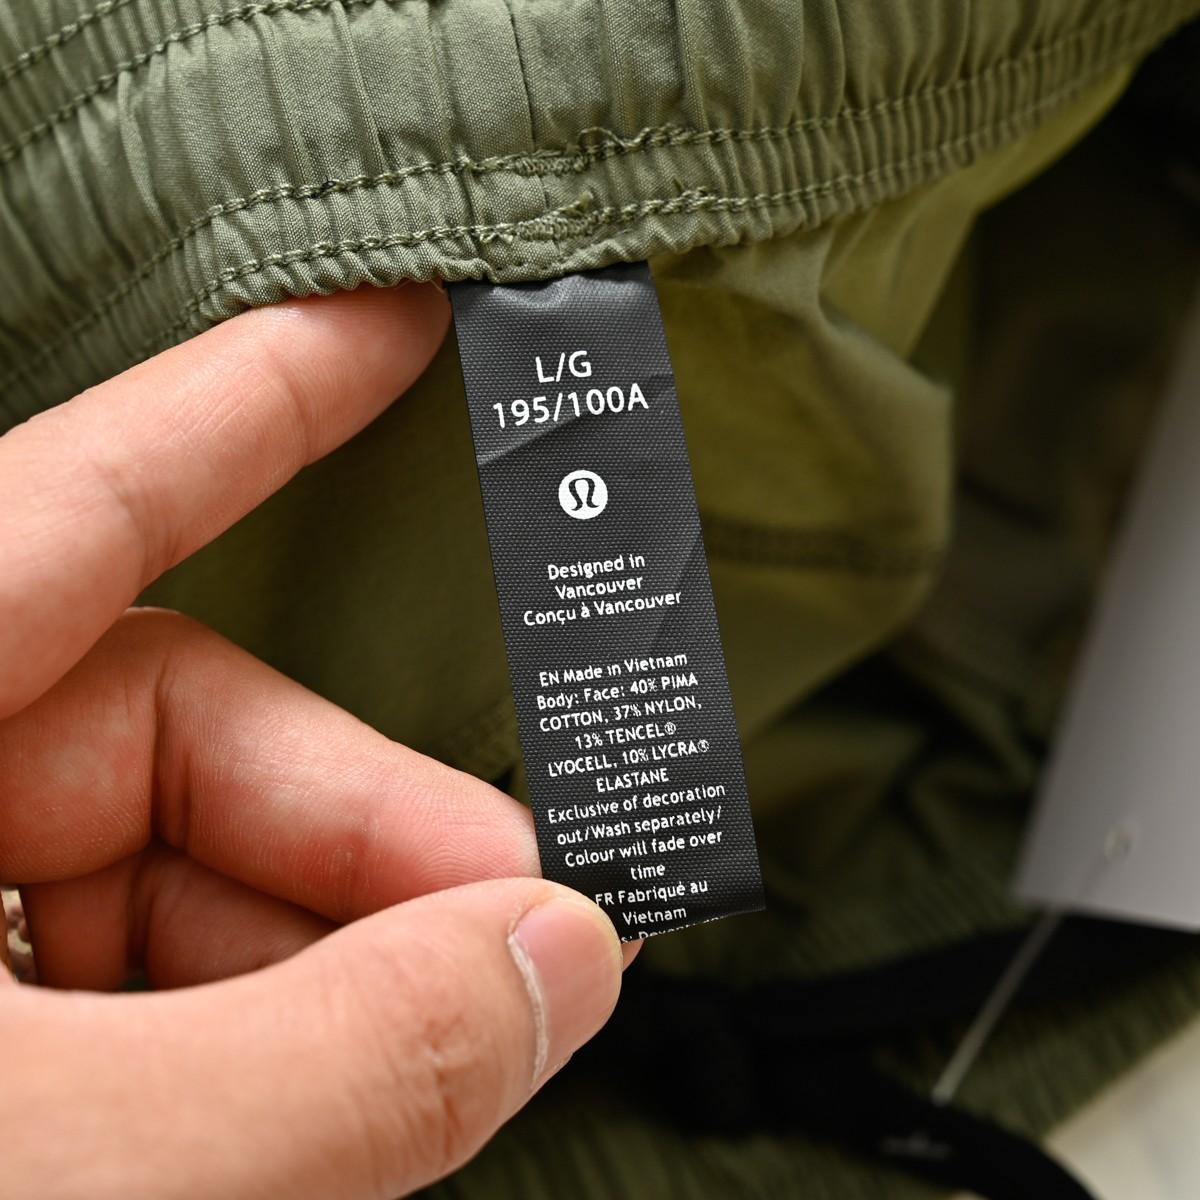 L/G
195/100A
Designed in
Vancouver
Conçu à Vancouver
EN Made in Vietnam
Body: Face: 40% PIMA
COTTON, 37% NYLON,
13% TENCEL®
LYOCELL, 10% LYCRA®
ELASTANE
Exclusive of decoration
out/Wash separately/
Colour will fade over
time
FR Fabriqué au
Vietnam